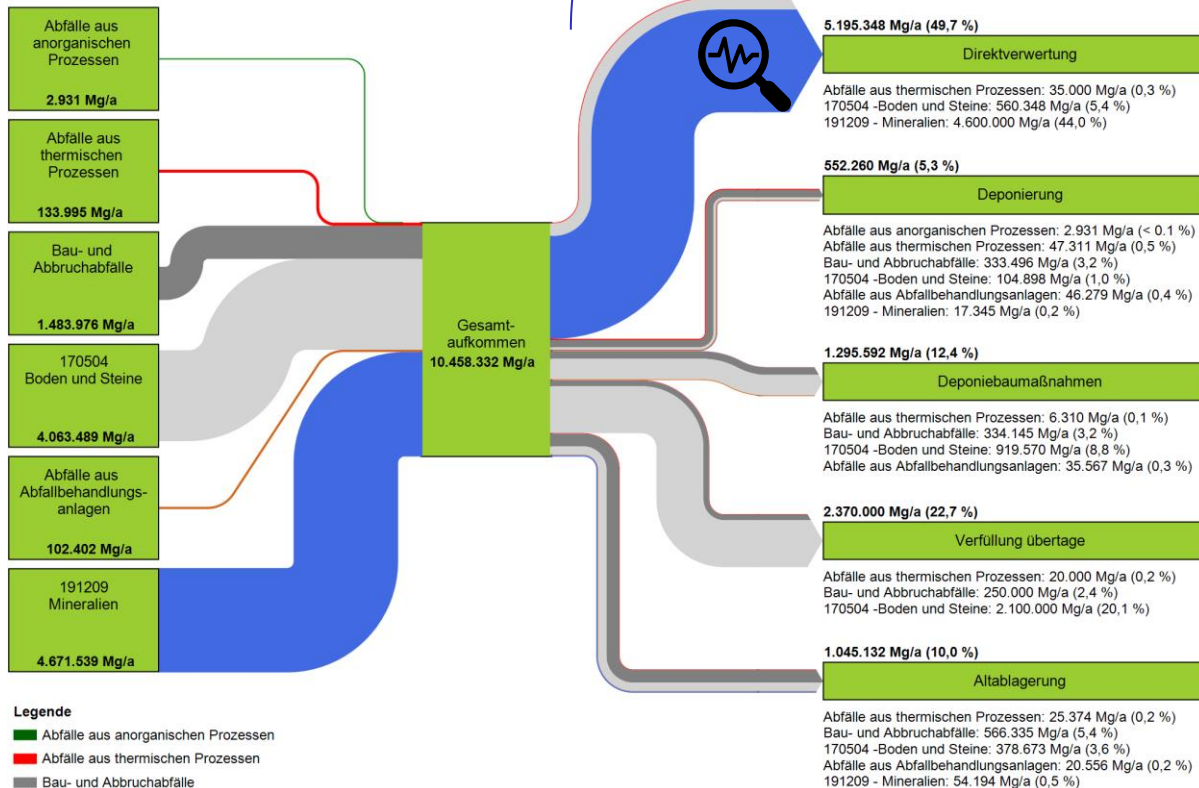 Abfälle aus
anorganischen
Prozessen
2.931 Mg/a
Abfälle aus
thermischen
Prozessen
133.995 Mg/a
Bau- und
Abbruchabfälle
1.483.976 Mg/a
170504
Boden und Steine
4.063.489 Mg/a
Abfälle aus
Abfallbehandlungs-
anlagen
102.402 Mg/a
191209
Mineralien
4.671.539 Mg/a
Legende
Abfälle aus anorganischen Prozessen
Abfälle aus thermischen Prozessen
Bau- und Abbruchabfälle
Gesamt-
aufkommen
10.458.332 Mg/a
5.195.348 Mg/a (49,7 %)
Direktverwertung
Abfälle aus thermischen Prozessen: 35.000 Mg/a (0,3 %)
170504 -Boden und Steine: 560.348 Mg/a (5,4 %)
191209 - Mineralien: 4.600.000 Mg/a (44,0 %)
552.260 Mg/a (5,3 %)
Deponierung
Abfälle aus anorganischen Prozessen: 2.931 Mg/a (< 0.1 %)
Abfälle aus thermischen Prozessen: 47.311 Mg/a (0,5 %)
Bau- und Abbruchabfälle: 333.496 Mg/a (3,2 %)
170504 -Boden und Steine: 104.898 Mg/a (1,0 %)
Abfälle aus Abfallbehandlungsanlagen: 46.279 Mg/a (0,4 %)
191209 - Mineralien: 17.345 Mg/a (0,2 %)
1.295.592 Mg/a (12,4 %)
Deponiebaumaßnahmen
Abfälle aus thermischen Prozessen: 6.310 Mg/a (0,1 %)
Bau- und Abbruchabfälle: 334.145 Mg/a (3,2 %)
170504 -Boden und Steine: 919.570 Mg/a (8,8 %)
Abfälle aus Abfallbehandlungsanlagen: 35.567 Mg/a (0,3 %)
2.370.000 Mg/a (22,7 %)
Verfüllung übertage
Abfälle aus thermischen Prozessen: 20.000 Mg/a (0,2 %)
Bau- und Abbruchabfälle: 250.000 Mg/a (2,4 %)
170504 -Boden und Steine: 2.100.000 Mg/a (20,1 %)
1.045.132 Mg/a (10,0 %)
Altablagerung
Abfälle aus thermischen Prozessen: 25.374 Mg/a (0,2 %)
Bau- und Abbruchabfälle: 566.335 Mg/a (5,4 %)
170504 -Boden und Steine: 378.673 Mg/a (3,6 %)
Abfälle aus Abfallbehandlungsanlagen: 20.556 Mg/a (0,2 %)
191209 - Mineralien: 54.194 Mg/a (0,5 %)